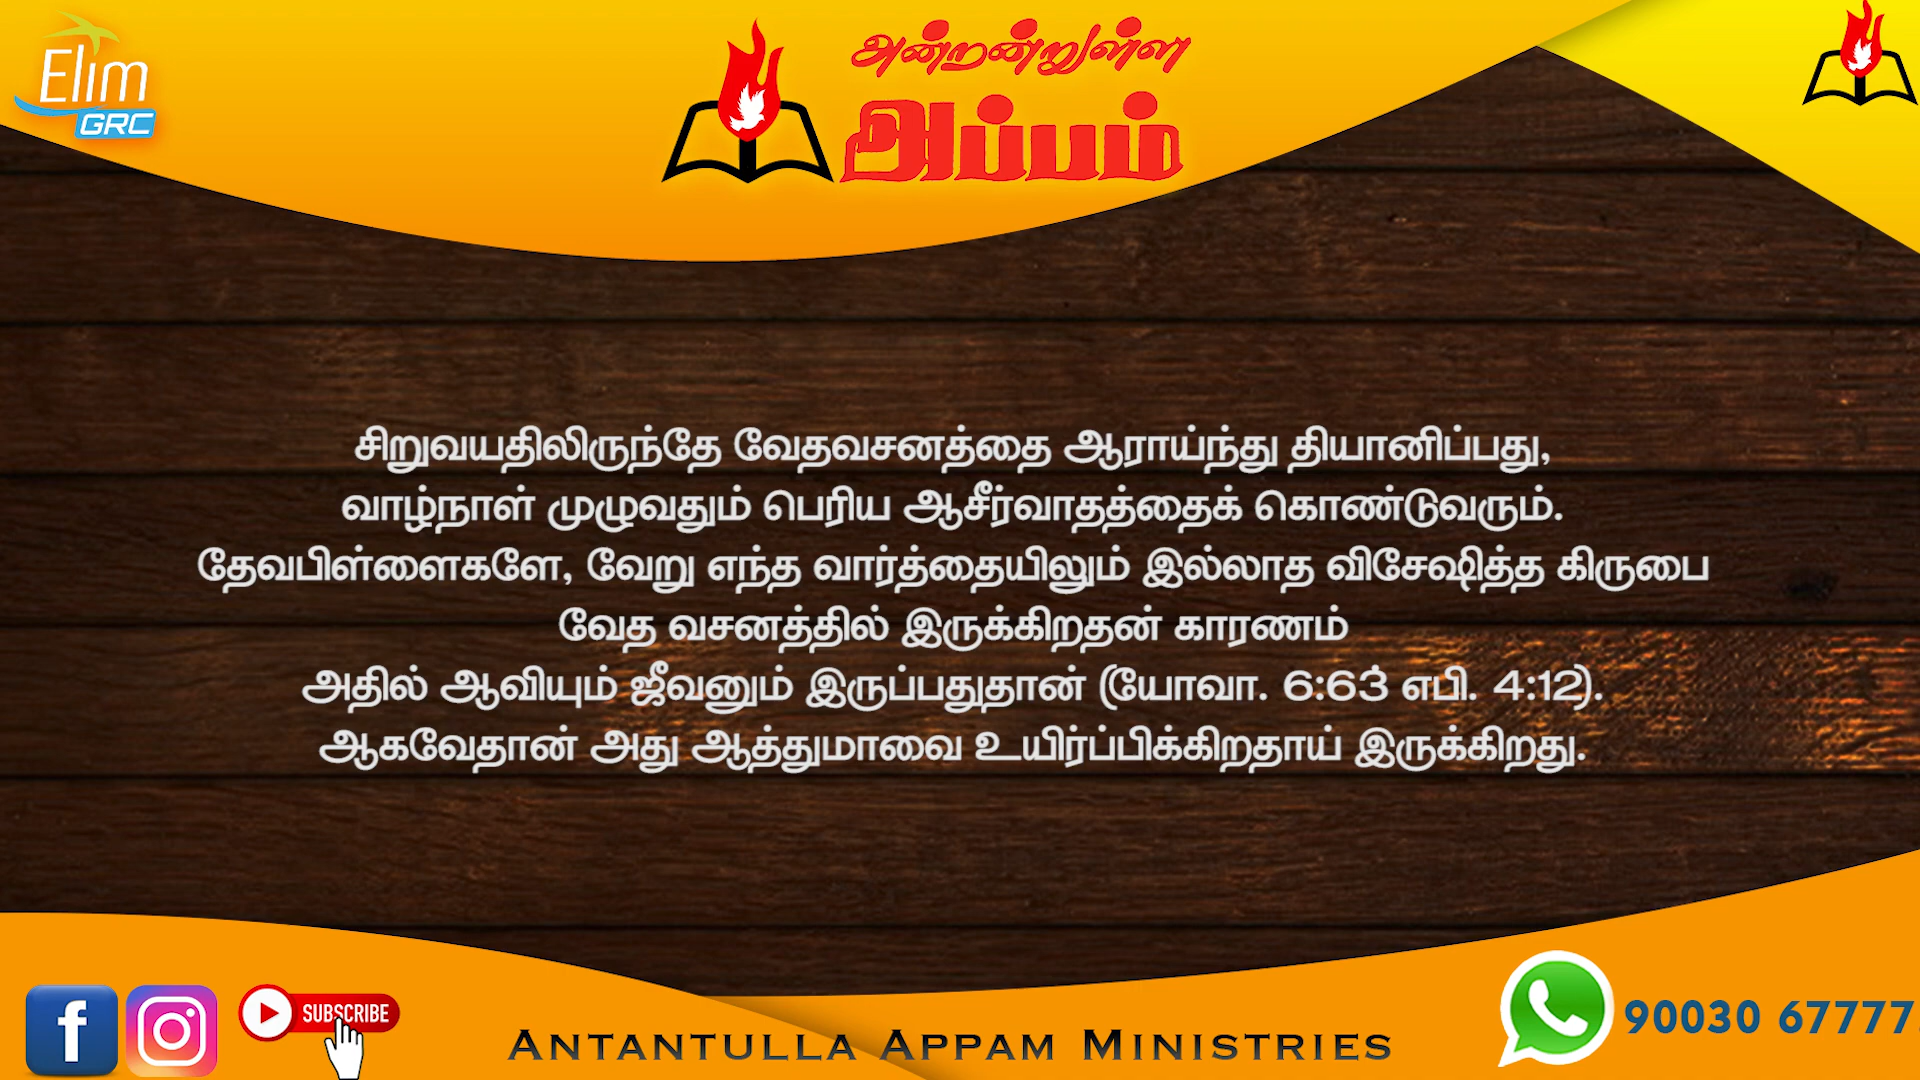 Elim
GRC
அன்றன்றுள்ள
அப்பம்
சிறுவயதிலிருந்தே வேதவசனத்தை ஆராய்ந்து தியானிப்பது,
வாழ்நாள் முழுவதும் பெரிய ஆசீர்வாதத்தைக் கொண்டுவரும்.
தேவபிள்ளைகளே, வேறு எந்த வார்த்தையிலும் இல்லாத விசேஷித்த கிருபை
வேத வசனத்தில் இருக்கிறதன் காரணம்
அதில் ஆவியும் ஜீவனும் இருப்பதுதான் (யோவா. 6:63 எபி. 4:12).
ஆகவேதான் அது ஆத்துமாவை உயிர்ப்பிக்கிறதாய் இருக்கிறது.
SUBSCRIBE
ANTANTULLA APPAM MINISTRIES
90030 67777